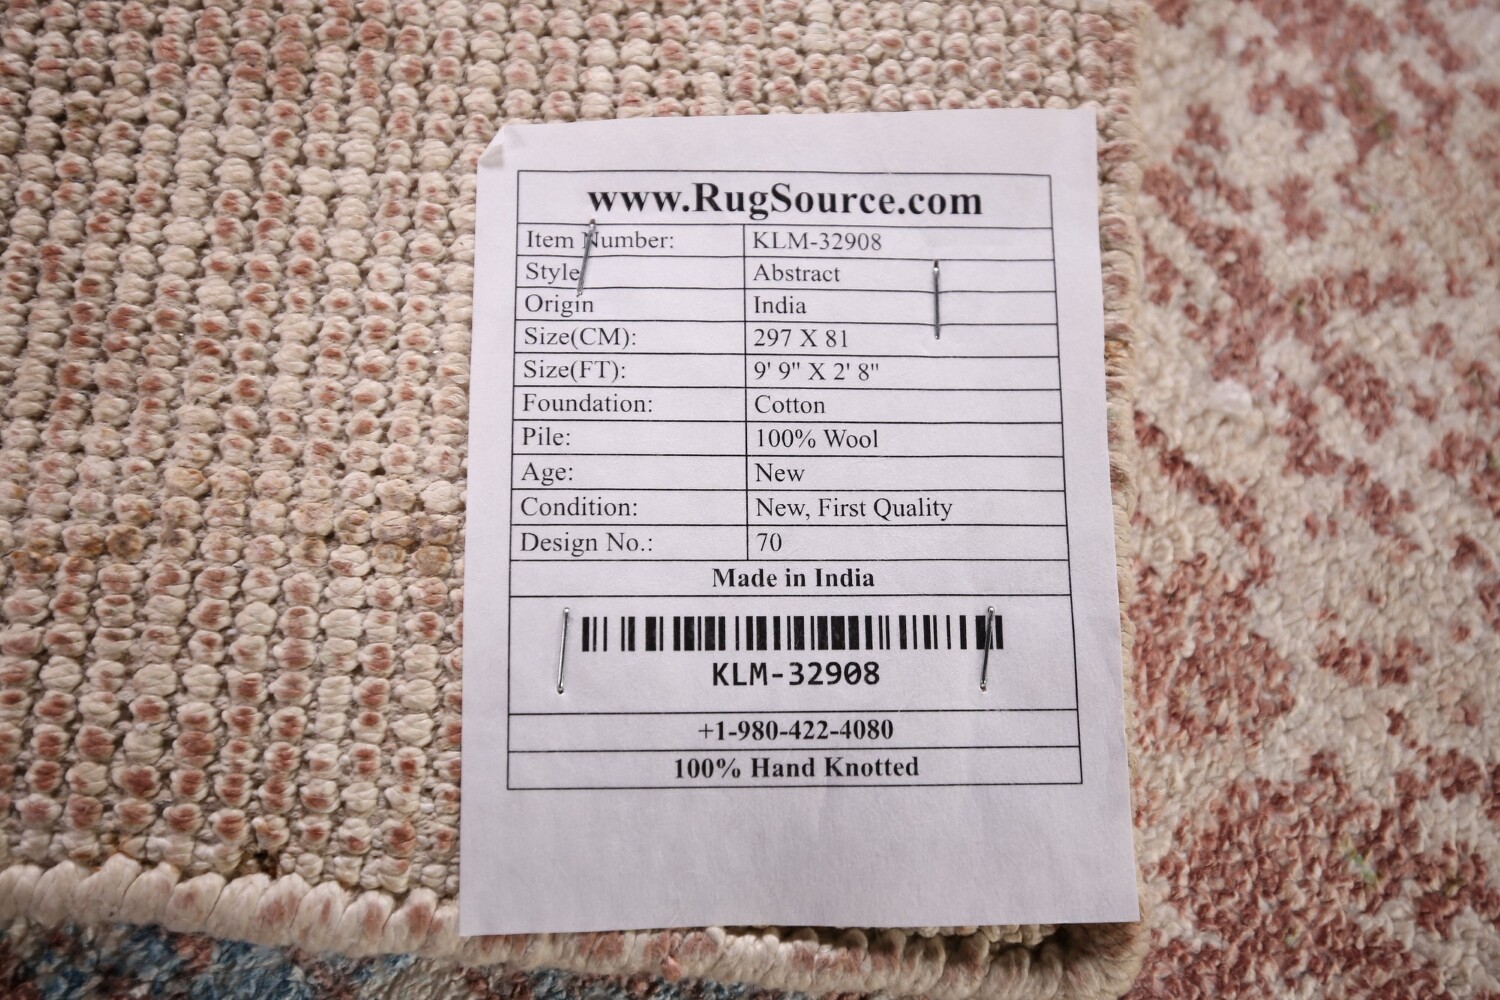 www.RugSource.com
Item Number: KLM-32908
Style Abstract
Origin India
Size(CM): 297 X 81
Size(FT): 9' 9" X 2' 8"
Foundation: Cotton
Pile: 100% Wool
Age: New
Condition: New, First Quality
Design No.: 70
Made in India
KLM-32908
+1-980-422-4080
100% Hand Knotted